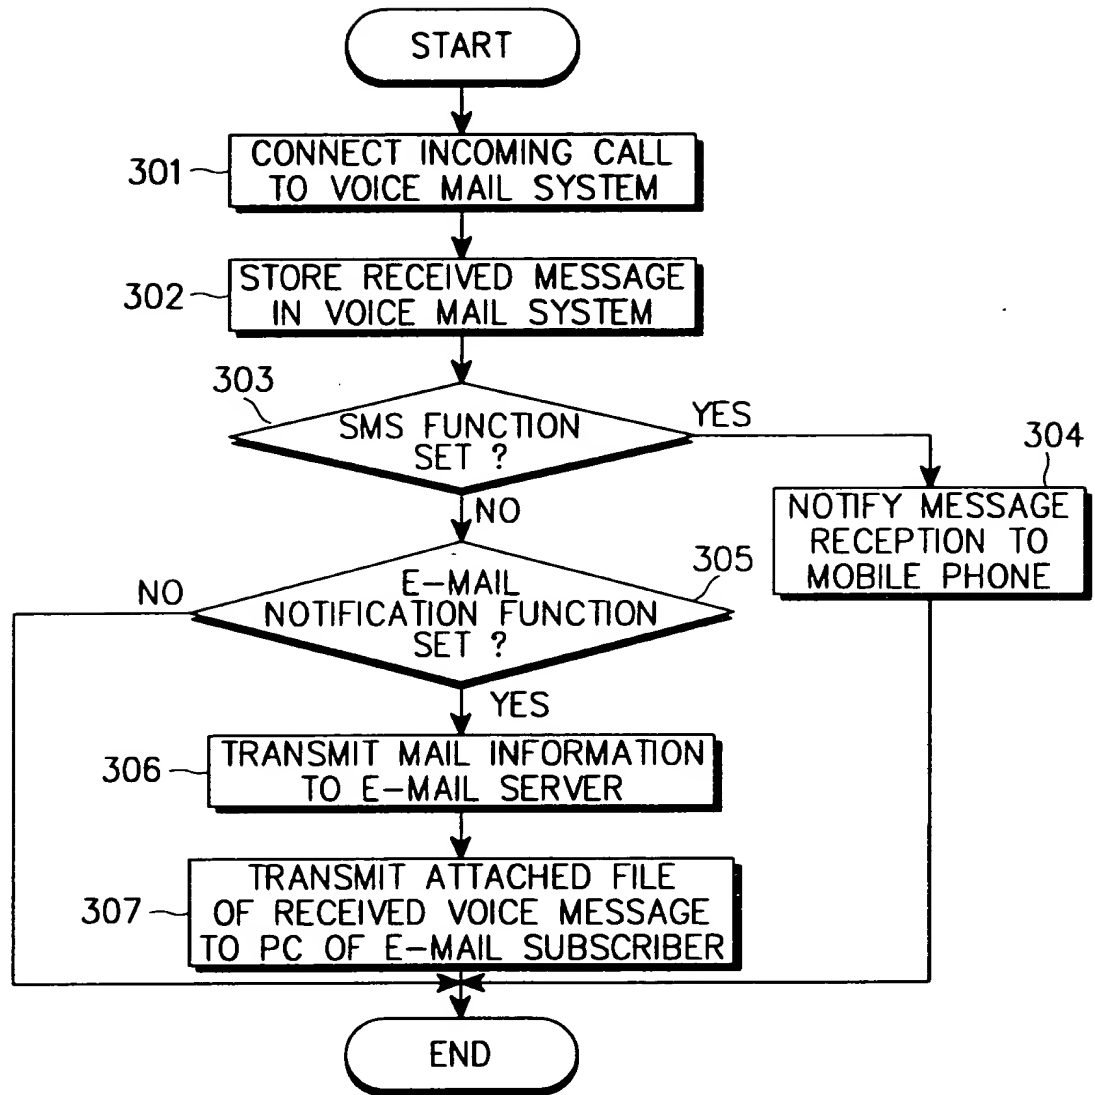 START
301
CONNECT INCOMING CALL
TO VOICE MAIL SYSTEM
302
STORE RECEIVED MESSAGE
IN VOICE MAIL SYSTEM
303
SMS FUNCTION
SET ?
YES
304
NOTIFY MESSAGE
RECEPTION TO
MOBILE PHONE
NO
305
E-MAIL
NOTIFICATION FUNCTION
SET ?
NO
YES
306
TRANSMIT MAIL INFORMATION
TO E-MAIL SERVER
307
TRANSMIT ATTACHED FILE
OF RECEIVED VOICE MESSAGE
TO PC OF E-MAIL SUBSCRIBER
END